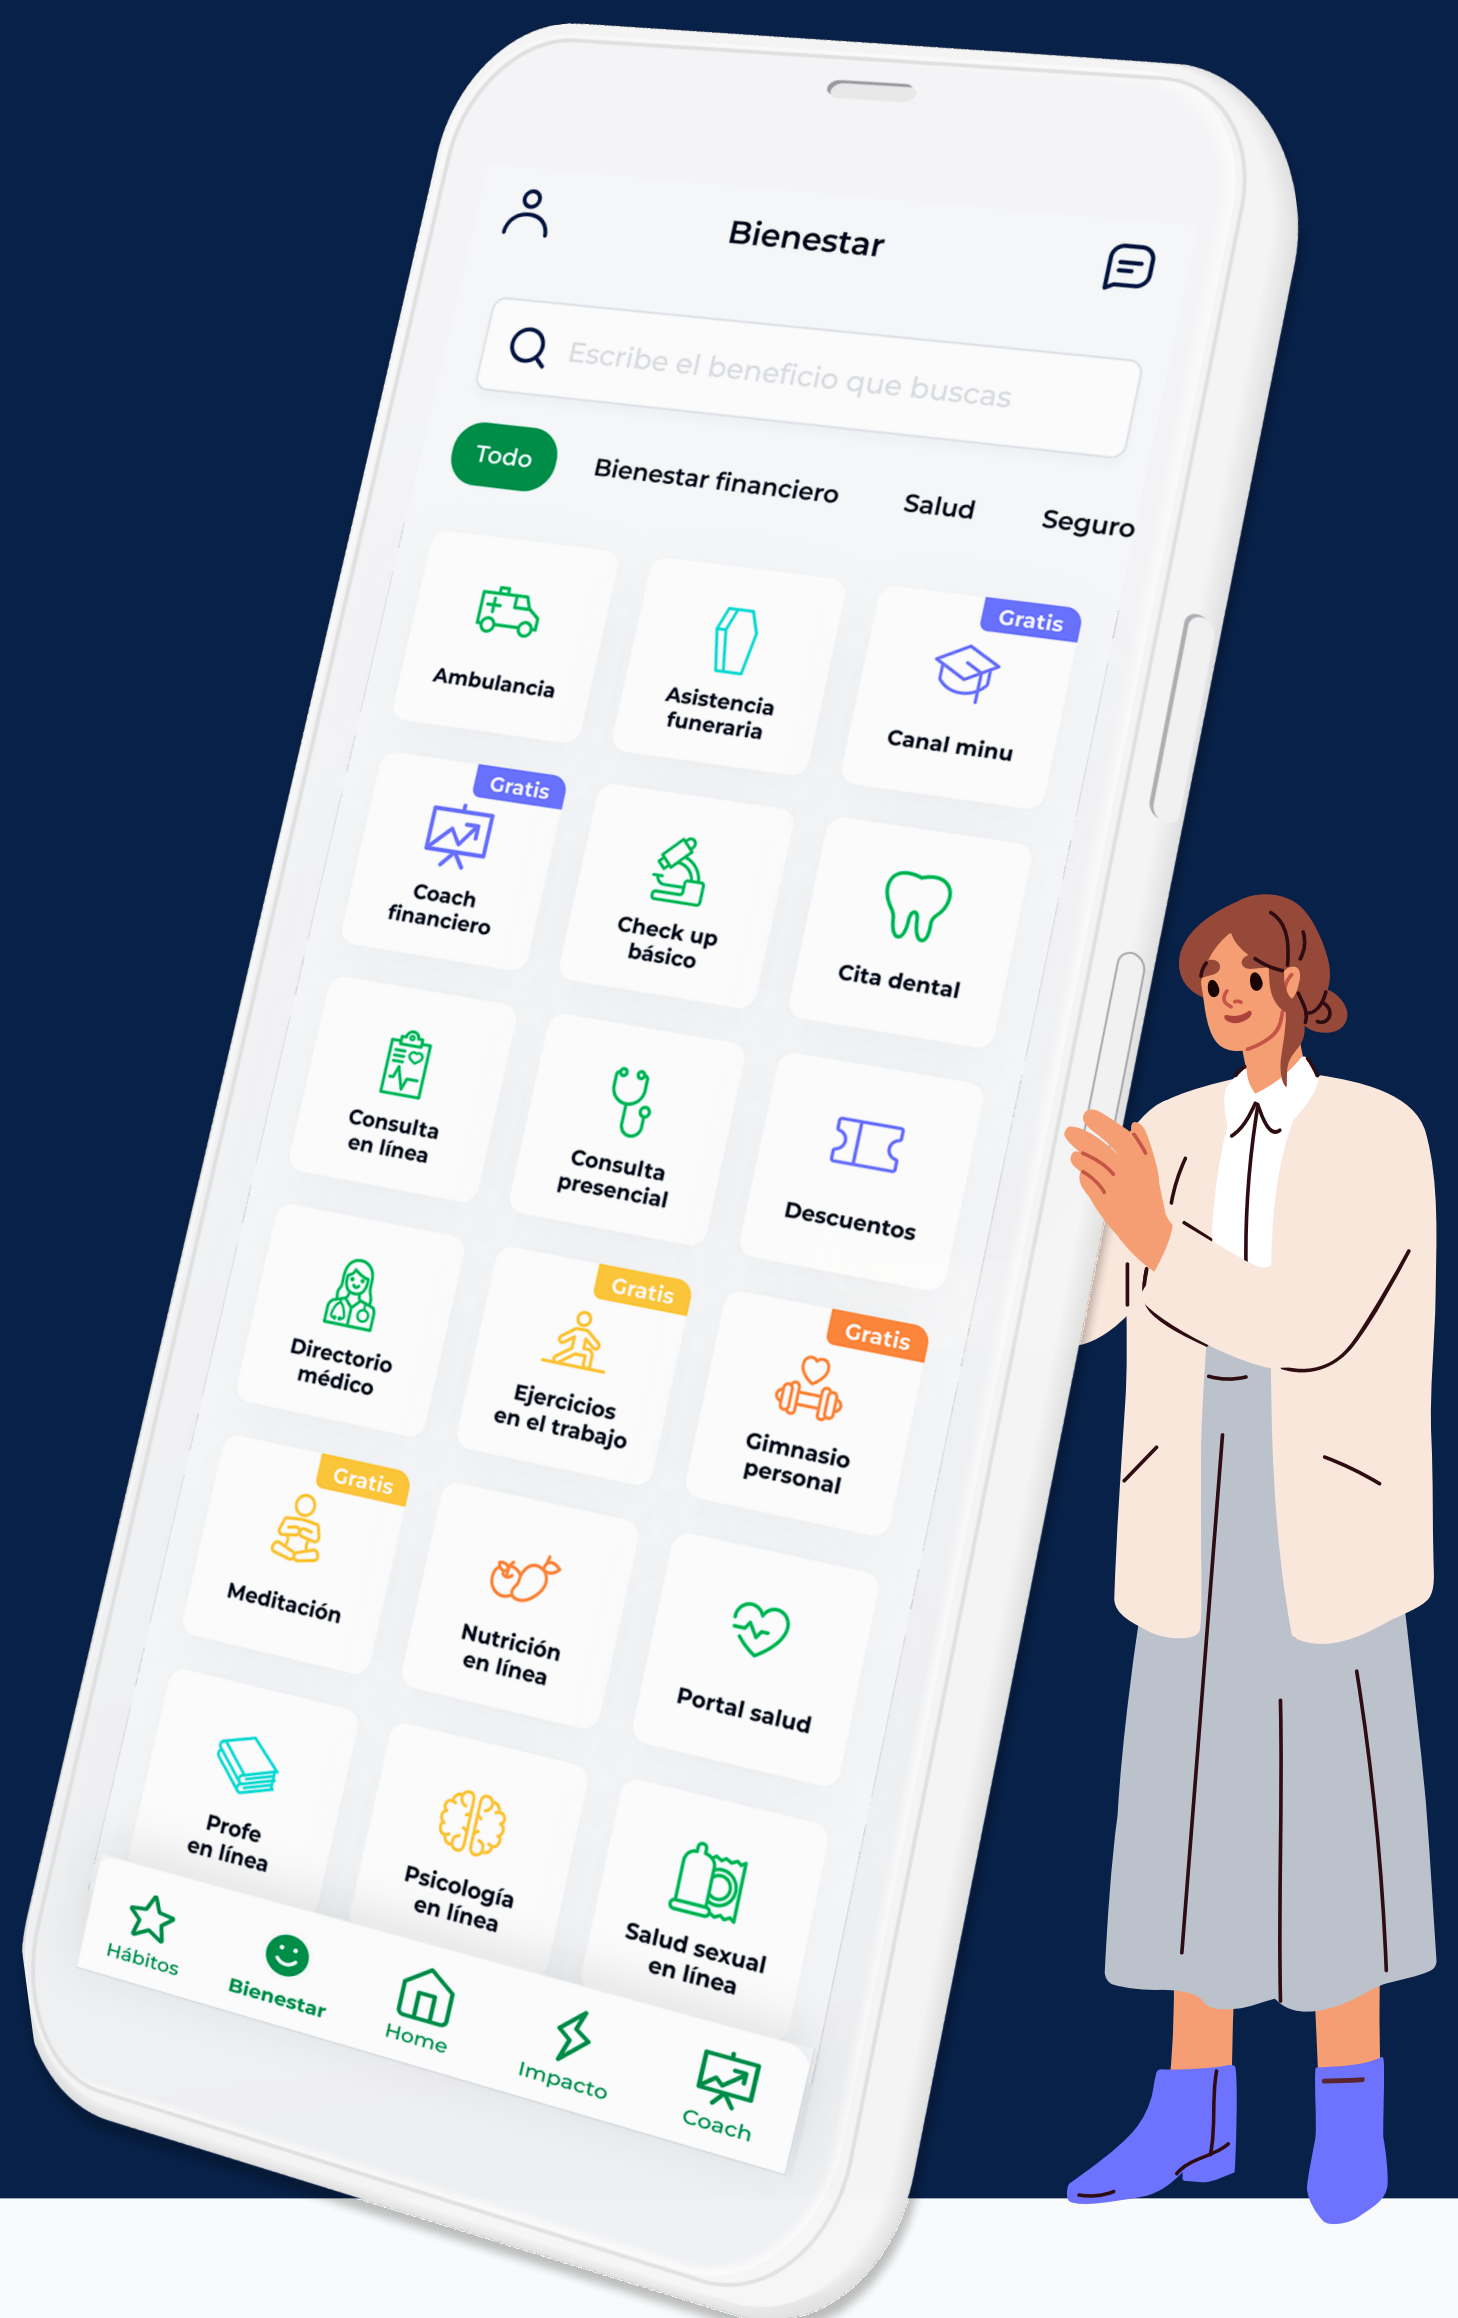 Bienestar
Escribe el beneficio que buscas
Todo
Bienestar financiero
Salud
Seguro
Ambulancia
Asistencia
funeraria
Gratis
Canal minu
Gratis
Coach
financiero
Check up
básico
Cita dental
Consulta
en línea
Consulta
presencial
Descuentos
Directorio
médico
Gratis
Ejercicios
en el trabajo
Gratis
Gimnasio
personal
Gratis
Meditación
Nutrición
en línea
Portal salud
Profe
en línea
Psicología
en línea
Salud sexual
en línea
Hábitos
Bienestar
Home
Impacto
Coach